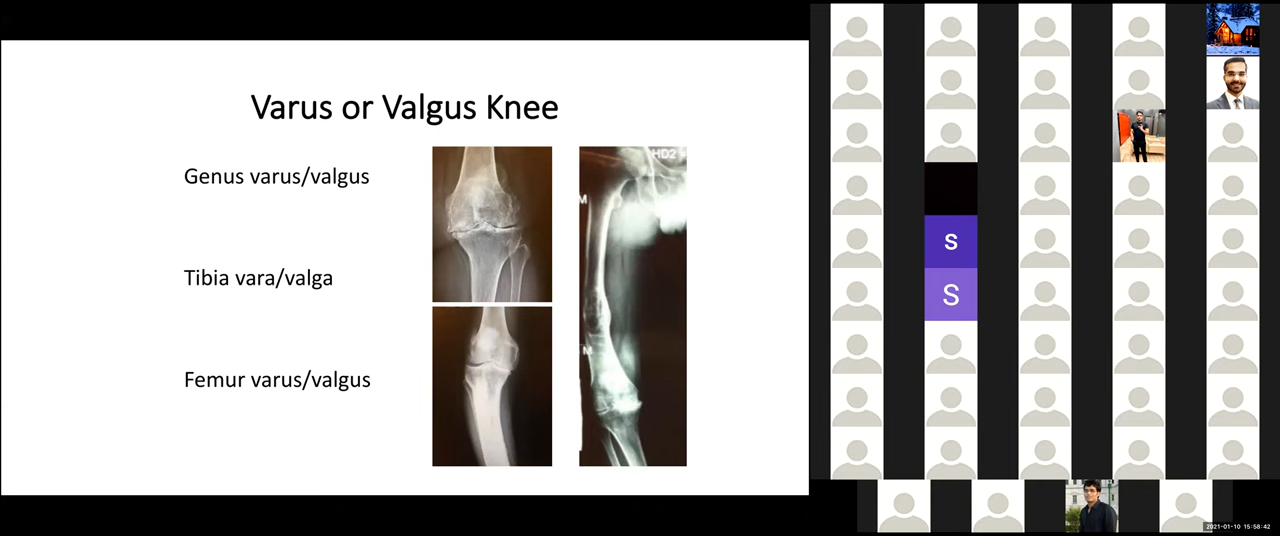 Varus or Valgus Knee
Genus varus/valgus
Tibia vara/valga
Femur varus/valgus
HD2
M
M
s
S
2021-01-10 15:58:42